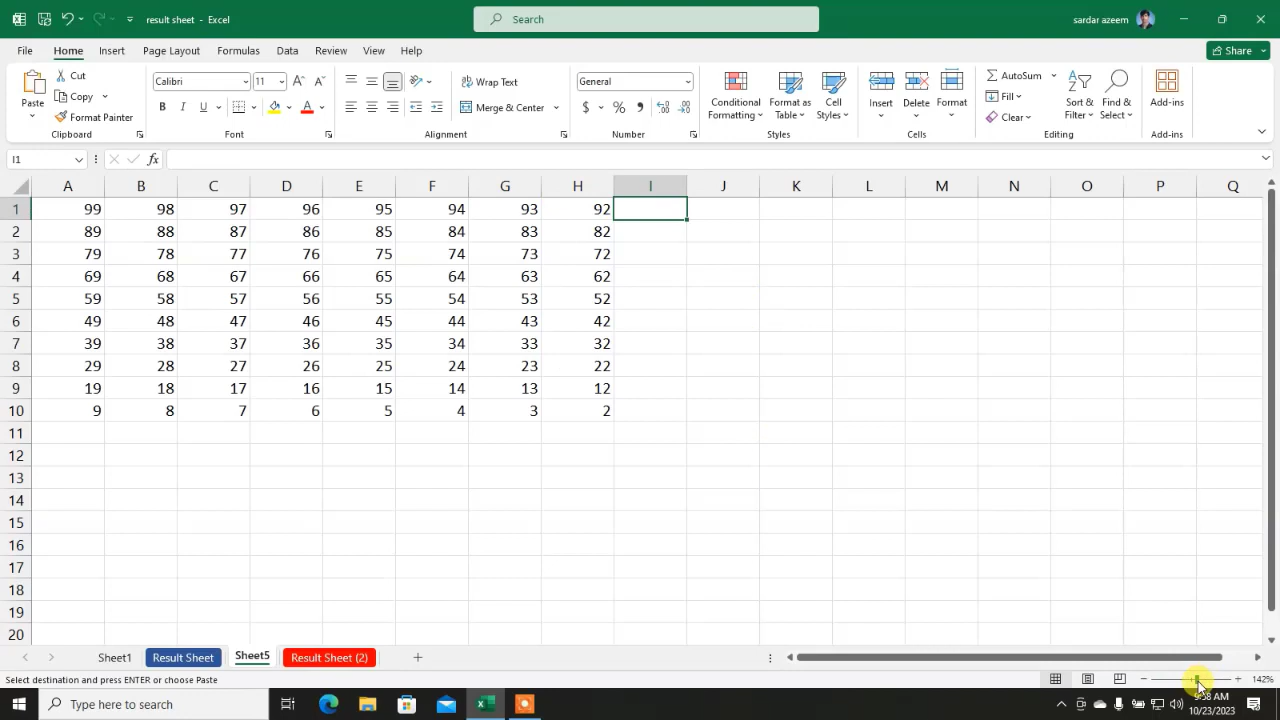 result sheet - Excel
Search
sardar azeem
File Home Insert Page Layout Formulas Data Review View Help
Share
Paste
Cut
Copy
Format Painter
Clipboard
Calibri 11
B I U
Font
Wrap Text
Merge & Center
Alignment
General
$ % ,
Number
Conditional Formatting
Format as Table
Cell Styles
Styles
Insert Delete Format
Cells
AutoSum
Fill
Clear
Sort & Filter
Find & Select
Editing
Add-ins
Add-ins
I1 fx
A B C D E F G H I J K L M N O P Q
1 99 98 97 96 95 94 93 92
2 89 88 87 86 85 84 83 82
3 79 78 77 76 75 74 73 72
4 69 68 67 66 65 64 63 62
5 59 58 57 56 55 54 53 52
6 49 48 47 46 45 44 43 42
7 39 38 37 36 35 34 33 32
8 29 28 27 26 25 24 23 22
9 19 18 17 16 15 14 13 12
10 9 8 7 6 5 4 3 2
11
12
13
14
15
16
17
18
19
20
Sheet1 Result Sheet Sheet5 Result Sheet (2)
Select destination and press ENTER or choose Paste
142%
Type here to search
9:38 AM
10/23/2023